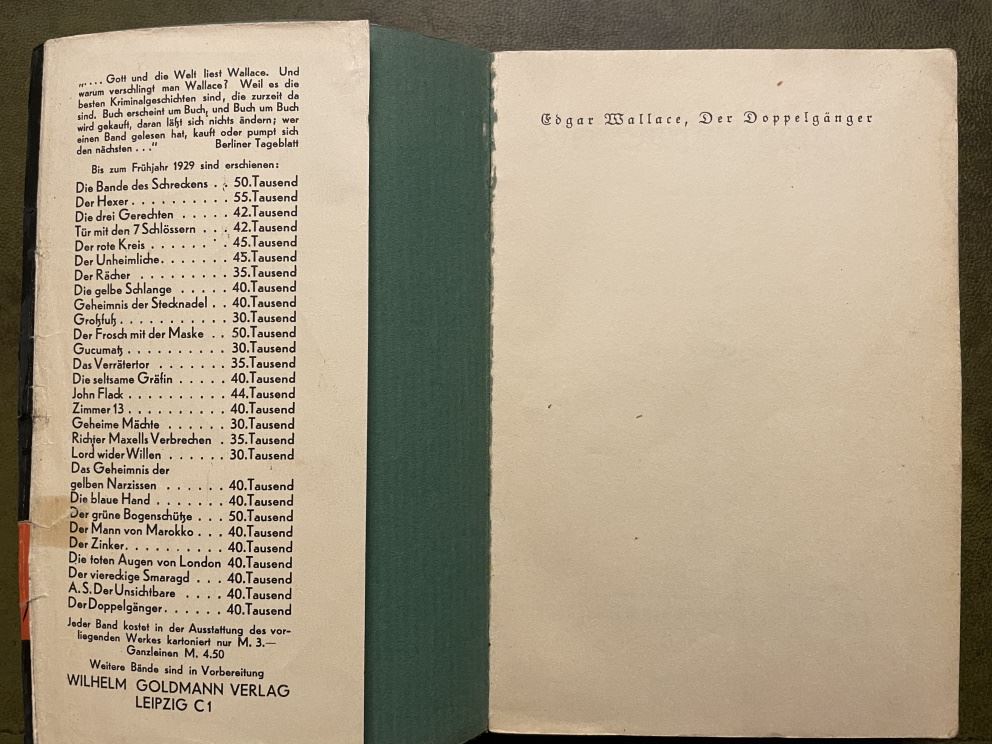 „.... Gott und die Welt liest Wallace. Und
warum verschlingt man Wallace? Weil es die
besten Kriminalgeschichten sind, die zurzeit da
sind. Buch erscheint um Buch, und Buch um Buch
wird gekauft, daran läßt sich nichts ändern; wer
einen Band gelesen hat, kauft oder pumpt sich
den nächsten ..." Berliner Tageblatt
Bis zum Frühjahr 1929 sind erschienen:
Die Bande des Schreckens . . 50.Tausend
Der Hexer . . . . . . . . . . 55.Tausend
Die drei Gerechten . . . . . 42.Tausend
Tür mit den 7 Schlössern . . . 42.Tausend
Der rote Kreis . . . . . . . . 45.Tausend
Der Unheimliche . . . . . . . 45.Tausend
Der Rächer . . . . . . . . . 35.Tausend
Die gelbe Schlange . . . . . 40.Tausend
Geheimnis der Stecknadel . . 40.Tausend
Großfuß . . . . . . . . . . . 30.Tausend
Der Frosch mit der Maske . . 50.Tausend
Gucumatz . . . . . . . . . . 30.Tausend
Das Verrätertor . . . . . . . 35.Tausend
Die seltsame Gräfin . . . . . 40.Tausend
John Flack . . . . . . . . . . 44.Tausend
Zimmer 13 . . . . . . . . . . 40.Tausend
Geheime Mächte . . . . . . 30.Tausend
Richter Maxells Verbrechen . 35.Tausend
Lord wider Willen . . . . . . 30.Tausend
Das Geheimnis der
gelben Narzissen . . . . . . 40.Tausend
Die blaue Hand . . . . . . . 40.Tausend
Der grüne Bogenschütze . . . 50.Tausend
Der Mann von Marokko . . . 40.Tausend
Der Zinker . . . . . . . . . . 40.Tausend
Die toten Augen von London 40.Tausend
Der viereckige Smaragd . . . 40.Tausend
A.S. Der Unsichtbare . . . . 40.Tausend
Der Doppelgänger . . . . . . 40.Tausend
Jeder Band kostet in der Ausstattung des vor-
liegenden Werkes kartoniert nur M. 3.—
Ganzleinen M. 4.50
Weitere Bände sind in Vorbereitung
WILHELM GOLDMANN VERLAG
LEIPZIG C1
Edgar Wallace, Der Doppelgänger